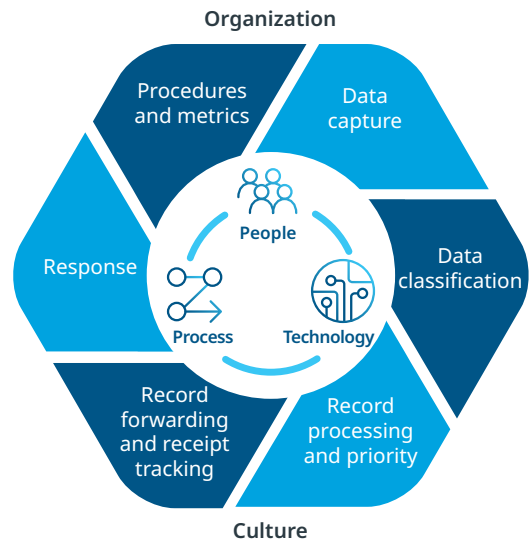 Organization
Procedures
and metrics
Data
capture
People
Response
Data
classification
Process
Technology
Record
forwarding
and receipt
tracking
Record
processing
and priority
Culture